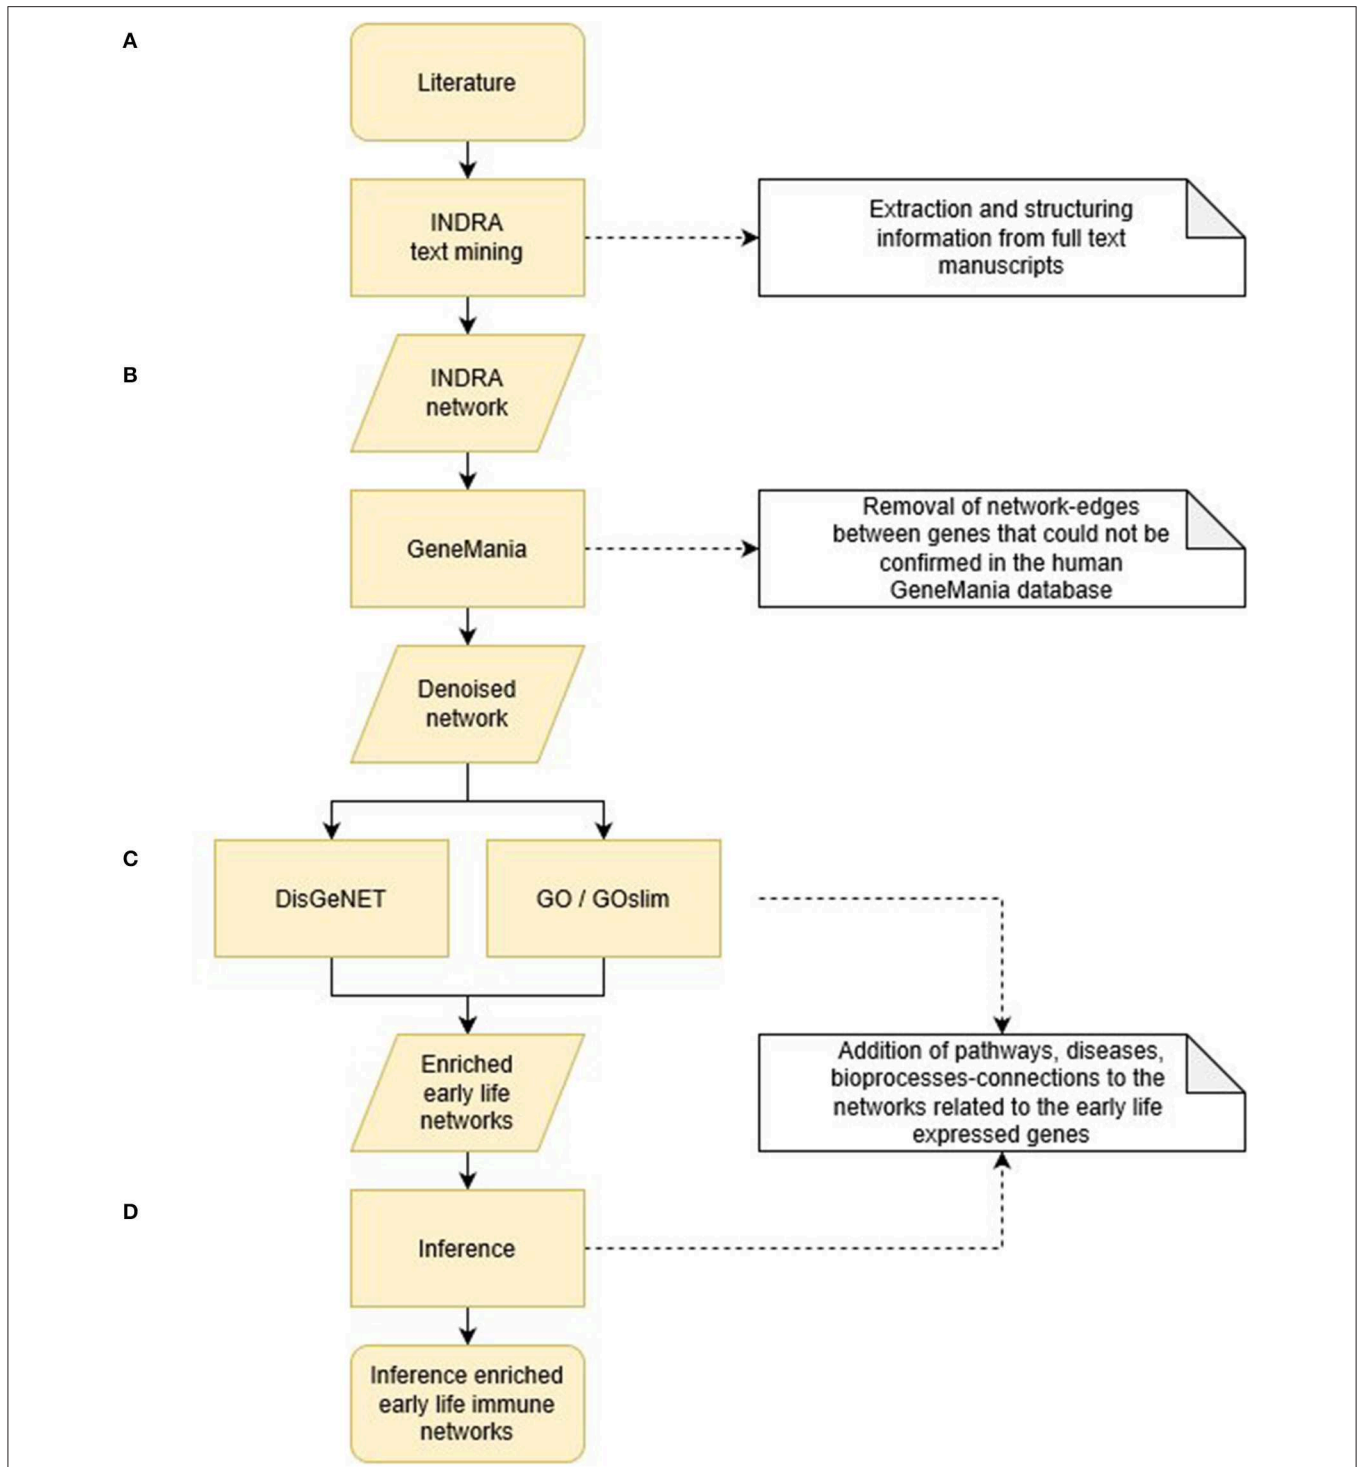 A
Literature
INDRA
text mining
Extraction and structuring
information from full text
manuscripts
B
INDRA
network
GeneMania
Removal of network-edges
between genes that could not be
confirmed in the human
GeneMania database
Denoised
network
C
DisGeNET
GO / GOslim
Enriched
early life
networks
Addition of pathways, diseases,
bioprocesses-connections to the
networks related to the early life
expressed genes
D
Inference
Inference enriched
early life immune
networks